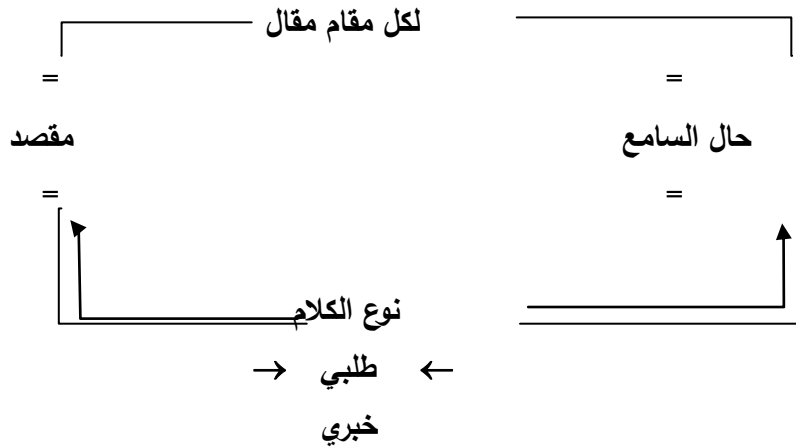 لكل مقام مقال
= =
حال السامع مقصد
= =
نوع الكلام
→ طلبي ←
خبري